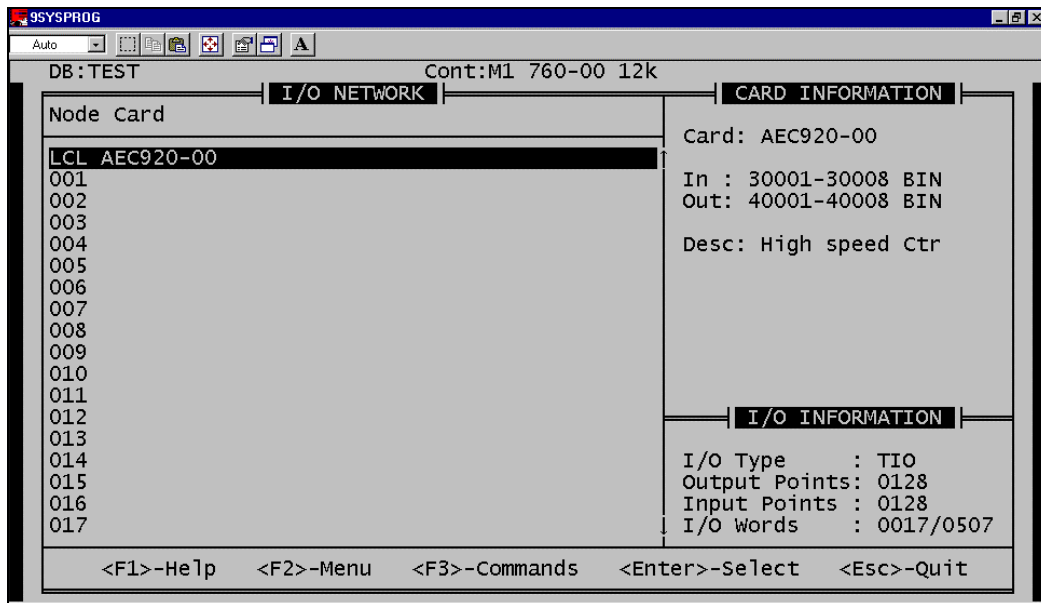 9SYSPROG
Auto A
DB:TEST Cont:M1 760-00 12k
I/O NETWORK
Node Card
LCL AEC920-00
001
002
003
004
005
006
007
008
009
010
011
012
013
014
015
016
017
CARD INFORMATION
Card: AEC920-00
In : 30001-30008 BIN
Out: 40001-40008 BIN
Desc: High speed Ctr
I/O INFORMATION
I/O Type : TIO
Output Points: 0128
Input Points : 0128
I/O Words : 0017/0507
<F1>-Help <F2>-Menu <F3>-Commands <Enter>-Select <Esc>-Quit